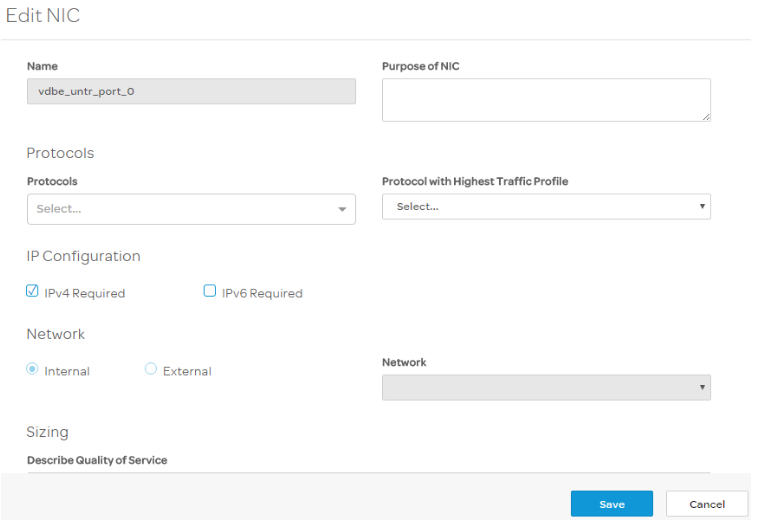 Edit NIC
Name
Purpose of NIC
vdbe_untr_port_0
Protocols
Protocols
Protocol with Highest Traffic Profile
Select...
Select...
IP Configuration
IPv4 Required
IPv6 Required
Network
Internal
External
Network
Sizing
Describe Quality of Service
Save
Cancel